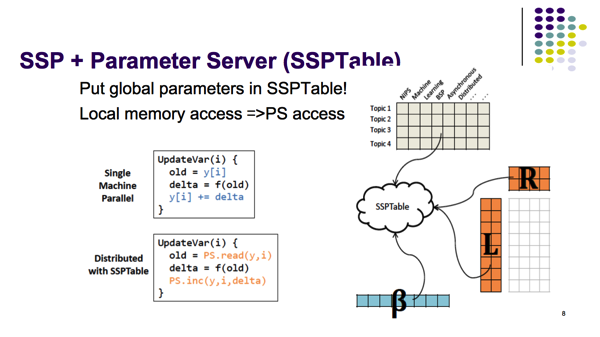 SSP + Parameter Server (SSPTable)
Put global parameters in SSPTable!
Local memory access =>PS access
NIPS
Machine
Learning
BSP
Asynchronous
Distributed
. . .
. . .
Topic 1
Topic 2
Topic 3
Topic 4
Single
Machine
Parallel
UpdateVar(i) {
old = y[i]
delta = f(old)
y[i] += delta
}
Distributed
with SSPTable
UpdateVar(i) {
old = PS.read(y,i)
delta = f(old)
PS.inc(y,i,delta)
}
SSPTable
R
L
β
8